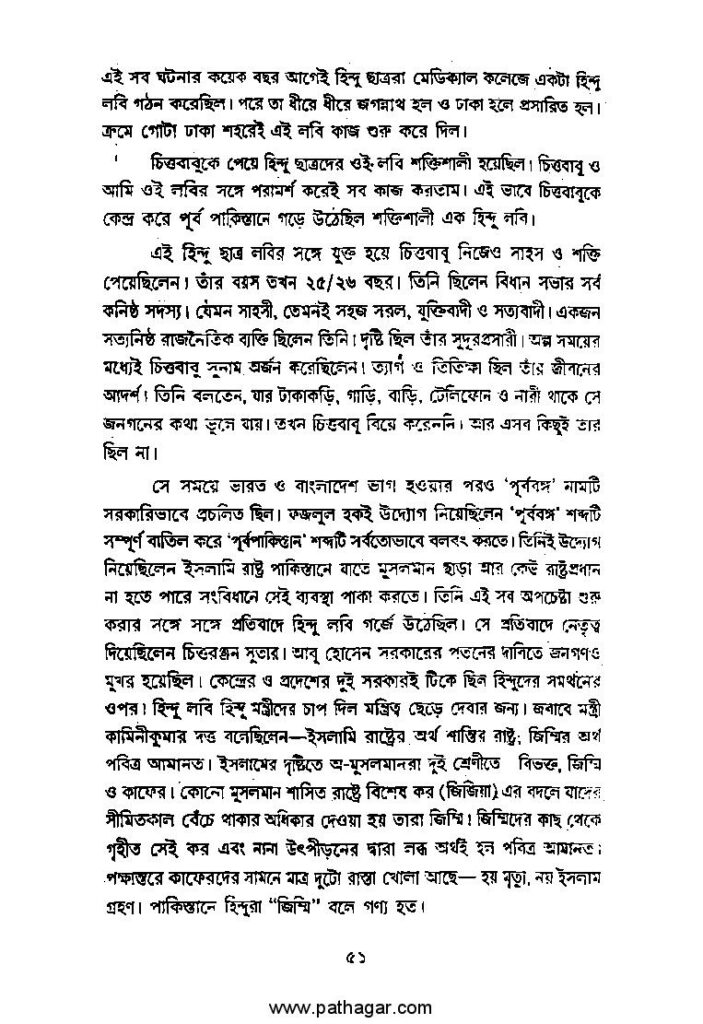 এই সব ঘটনার কয়েক বছর আগেই হিন্দু ছাত্ররা মেডিক্যাল কলেজে একটা হিন্দু
লবি গঠন করেছিল। পরে তা ধীরে ধীরে জগন্নাথ হল ও ঢাকা হলে প্রসারিত হল।
ক্রমে গোটা ঢাকা শহরেই এই লবি কাজ শুরু করে দিল।
চিত্তবাবুকে পেয়ে হিন্দু ছাত্রদের ওই লবি শক্তিশালী হয়েছিল। চিত্তবাবু ও
আমি ওই লবির সঙ্গে পরামর্শ করেই সব কাজ করতাম। এই ভাবে চিত্তবাবুকে
কেন্দ্র করে পূর্ব পাকিস্তানে গড়ে উঠেছিল শক্তিশালী এক হিন্দু লবি।
এই হিন্দু ছাত্র লবির সঙ্গে যুক্ত হয়ে চিত্তবাবু নিজেও সাহস ও শক্তি
পেয়েছিলেন। তাঁর বয়স তখন ২৫/২৬ বছর। তিনি ছিলেন বিধান সভার সর্ব
কনিষ্ঠ সদস্য। যেমন সাহসী, তেমনই সহজ সরল, যুক্তিবাদী ও সত্যবাদী। একজন
সত্যনিষ্ঠ রাজনৈতিক ব্যক্তি ছিলেন তিনি। দৃষ্টি ছিল তাঁর সুদূরপ্রসারী। অল্প সময়ের
মধ্যেই চিত্তবাবু সুনাম অর্জন করেছিলেন। ত্যাগ ও তিতিক্ষা ছিল তাঁর জীবনের
আদর্শ। তিনি বলতেন, যার টাকাকড়ি, গাড়ি, বাড়ি, টেলিফোন ও নারী থাকে সে
জনগনের কথা ভুলে যায়। তখন চিত্তবাবু বিয়ে করেননি। আর এসব কিছুই তার
ছিল না।
সে সময়ে ভারত ও বাংলাদেশ ভাগ হওয়ার পরও ‘পূর্ববঙ্গ’ নামটি
সরকারিভাবে প্রচলিত ছিল। ফজলুল হকই উদ্যোগ নিয়েছিলেন ‘পূর্ববঙ্গ’ শব্দটি
সম্পূর্ণ বাতিল করে ‘পূর্বপাকিস্তান’ শব্দটি সর্বতোভাবে বলবৎ করতে। তিনিই উদ্যোগ
নিয়েছিলেন ইসলামি রাষ্ট্র পাকিস্তানে যাতে মুসলমান ছাড়া আর কেউ রাষ্ট্রপ্রধান
না হতে পারে সংবিধানে সেই ব্যবস্থা পাকা করতে। তিনি এই সব অপচেষ্টা শুরু
করার সঙ্গে সঙ্গে প্রতিবাদে হিন্দু লবি গর্জে উঠেছিল। সে প্রতিবাদে নেতৃত্ব
দিয়েছিলেন চিত্তরঞ্জন সুতার। আবু হোসেন সরকারের পতনের দাবিতে জনগণও
মুখর হয়েছিল। কেন্দ্রের ও প্রদেশের দুই সরকারই টিকে ছিল হিন্দুদের সমর্থনের
ওপর। হিন্দু লবি হিন্দু মন্ত্রীদের চাপ দিল মন্ত্রিত্ব ছেড়ে দেবার জন্য। জবাবে মন্ত্রী
কামিনীকুমার দত্ত বলেছিলেন—ইসলামি রাষ্ট্রের অর্থ শান্তির রাষ্ট্র; জিম্মির অর্থ
পবিত্র আমানত। ইসলামের দৃষ্টিতে অ-মুসলমানরা দুই শ্রেণীতে বিভক্ত, জিম্মি
ও কাফের। কোনো মুসলমান শাসিত রাষ্ট্রে বিশেষ কর (জিজিয়া) এর বদলে যাদের
সীমিতকাল বেঁচে থাকার অধিকার দেওয়া হয় তারা জিম্মি। জিম্মিদের কাছ থেকে
গৃহীত সেই কর এবং নানা উৎপীড়নের দ্বারা লব্ধ অর্থই হল পবিত্র আমানত।
পক্ষান্তরে কাফেরদের সামনে মাত্র দুটো রাস্তা খোলা আছে— হয় মৃত্যু, নয় ইসলাম
গ্রহণ। পাকিস্তানে হিন্দুরা “জিম্মি” বলে গণ্য হত।
৫১
www.pathagar.com